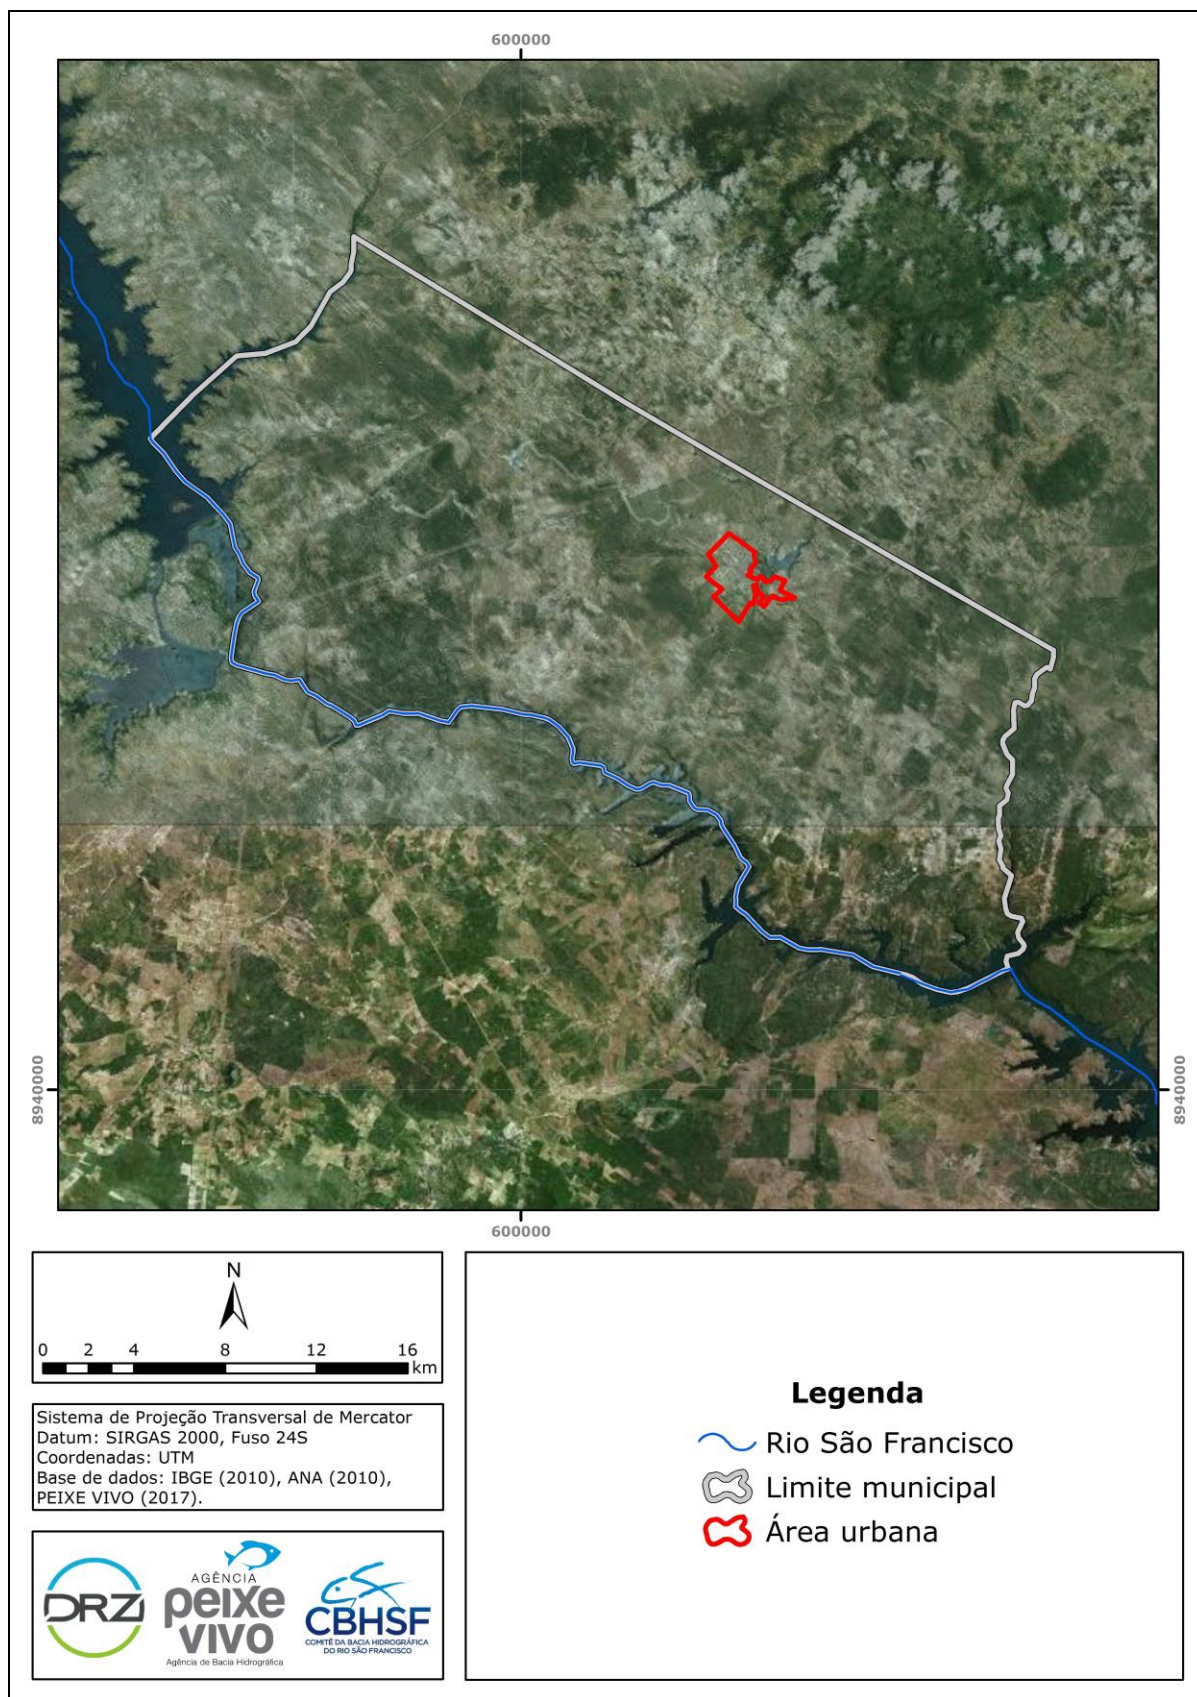 600000
8940000
8940000
600000
N
0 2 4 8 12 16
km
Sistema de Projeção Transversal de Mercator
Datum: SIRGAS 2000, Fuso 24S
Coordenadas: UTM
Base de dados: IBGE (2010), ANA (2010),
PEIXE VIVO (2017).
DRZ
AGÊNCIA
peixe
VIVO
Agência de Bacia Hidrográfica
CBHSF
COMITÊ DA BACIA HIDROGRÁFICA
DO RIO SÃO FRANCISCO
Legenda
Rio São Francisco
Limite municipal
Área urbana